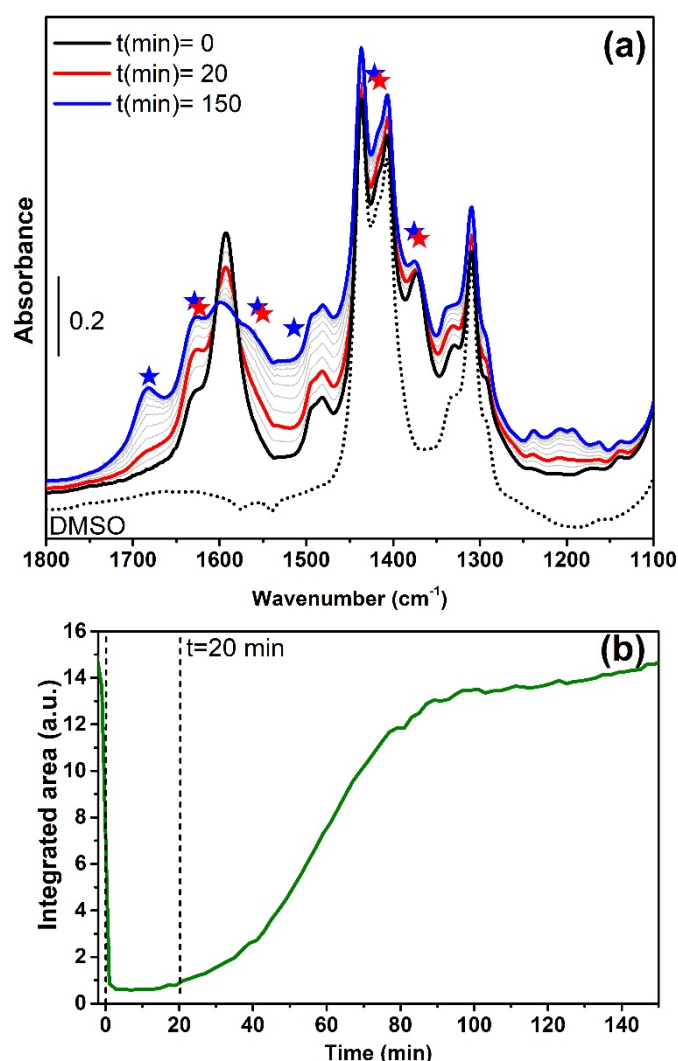 (a)
t(min)= 0
t(min)= 20
t(min)= 150
Absorbance
0.2
DMSO
1800 1700 1600 1500 1400 1300 1200 1100
Wavenumber (cm⁻¹)
(b)
t=20 min
Integrated area (a.u.)
16
14
12
10
8
6
4
2
0
0 20 40 60 80 100 120 140
Time (min)